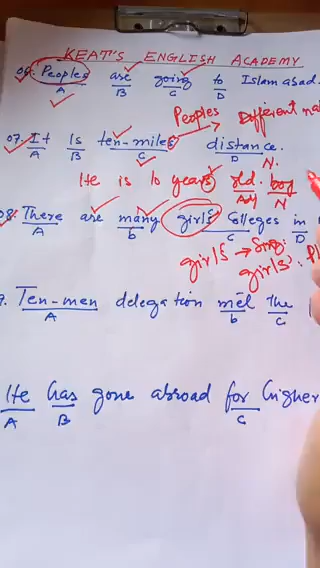 KEAT'S ENGLISH ACADEMY
06. Peoples are going to Islamabad.
A B C D
Peoples → Different
07. It Is ten-miles distance.
A B C D
N.
He is 10 years old. boy
Adj N
08. There are many girl's Colleges in
A b C D
girl's → Sing.
girls' : Pl
Ten-men delegation met the
A b C
He has gone abroad for higher
A B C